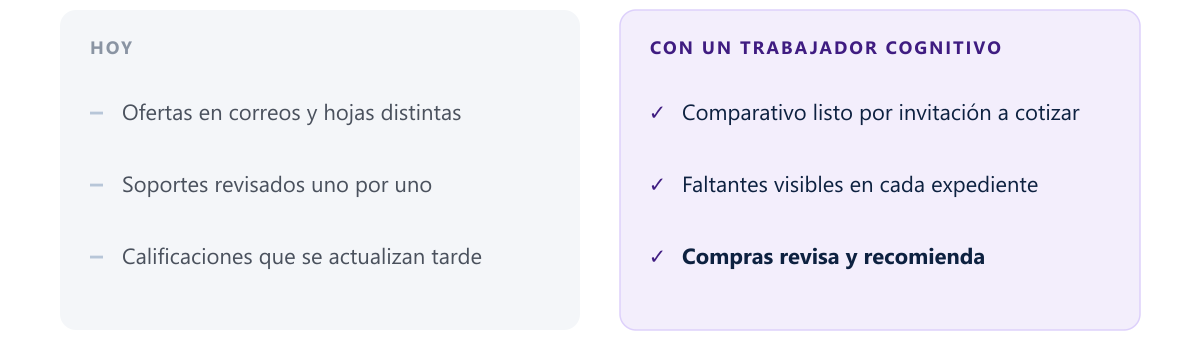 HOY
– Ofertas en correos y hojas distintas
– Soportes revisados uno por uno
– Calificaciones que se actualizan tarde
CON UN TRABAJADOR COGNITIVO
✓ Comparativo listo por invitación a cotizar
✓ Faltantes visibles en cada expediente
✓ Compras revisa y recomienda